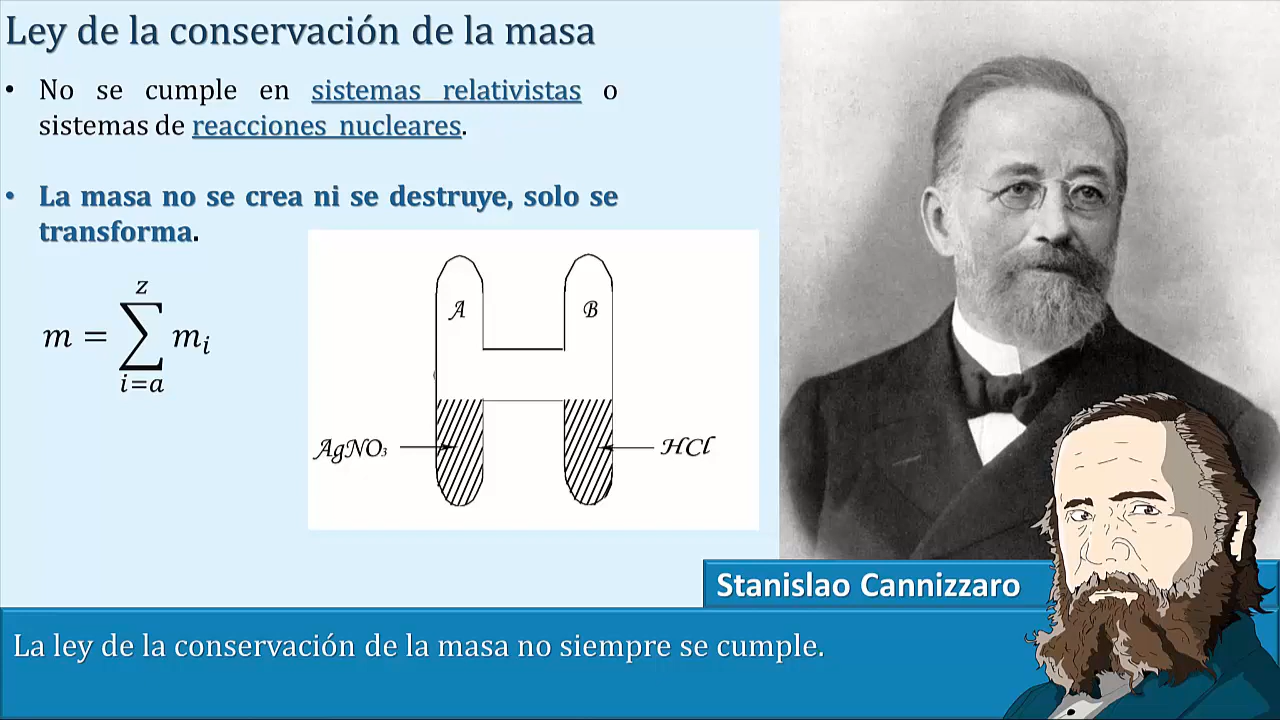 Ley de la conservación de la masa
• No se cumple en sistemas relativistas o
sistemas de reacciones nucleares.
• La masa no se crea ni se destruye, solo se
transforma.
z
m = ∑ mᵢ
i=a
A B
AgNO₃ HCl
Stanislao Cannizzaro
La ley de la conservación de la masa no siempre se cumple.